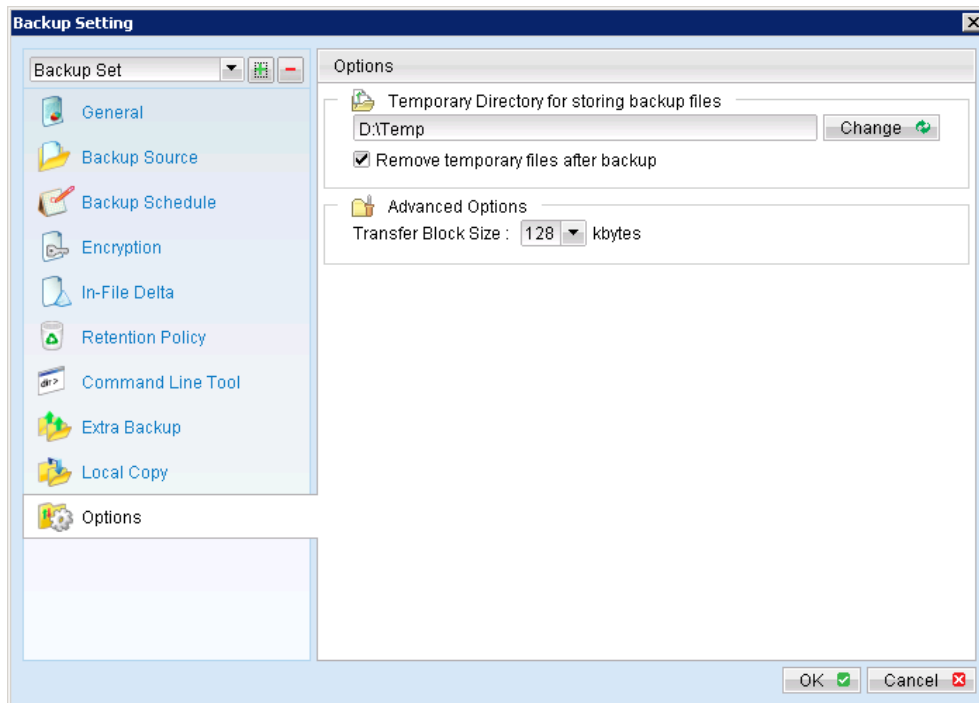 Backup Setting
Backup Set
General
Backup Source
Backup Schedule
Encryption
In-File Delta
Retention Policy
dir>
Command Line Tool
Extra Backup
Local Copy
Options
Options
Temporary Directory for storing backup files
D:\Temp
Change
Remove temporary files after backup
Advanced Options
Transfer Block Size : 128 kbytes
OK
Cancel